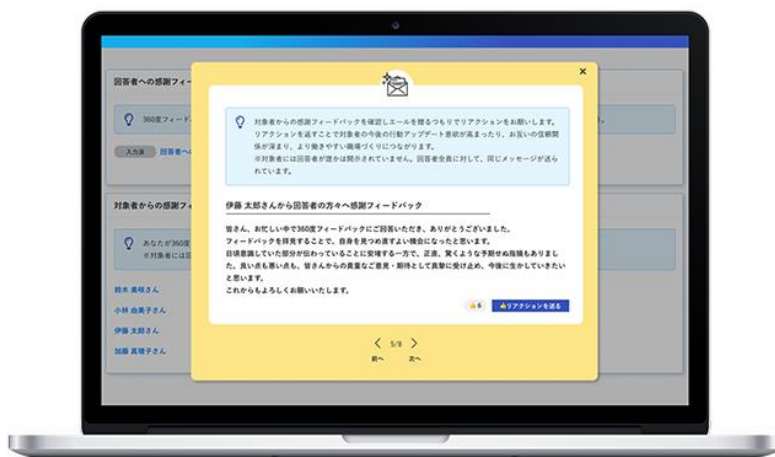 回答者への感謝フィー
360度フィード
入力済 回答者へ
対象者からの感謝フィ
あなたが360度
※対象者には回
鈴木 美咲さん
小林 由美子さん
伊藤 太郎さん
加藤 真理子さん
×
対象者からの感謝フィードバックを確認しエールを贈るつもりでリアクションをお願いします。
リアクションを返すことで対象者の今後の行動アップデート意欲が高まったり、お互いの信頼関
係が深まり、より働きやすい職場づくりにつながります。
※対象者には回答者が誰かは開示されていません。回答者全員に対して、同じメッセージが送ら
れています。
伊藤 太郎さんから回答者の方々へ感謝フィードバック
皆さん、お忙しい中で360度フィードバックにご回答いただき、ありがとうございました。
フィードバックを拝見することで、自身を見つめ直すよい機会になったと思います。
日頃意識していた部分が伝わっていることに安堵する一方で、正直、驚くような予期せぬ指摘もありまし
た。良い点も悪い点も、皆さんからの貴重なご意見・期待として真摯に受け止め、今後に生かしていきたい
と思います。
これからもよろしくお願いいたします。
👍6 👍リアクションを送る
< 5/8 >
前へ 次へ